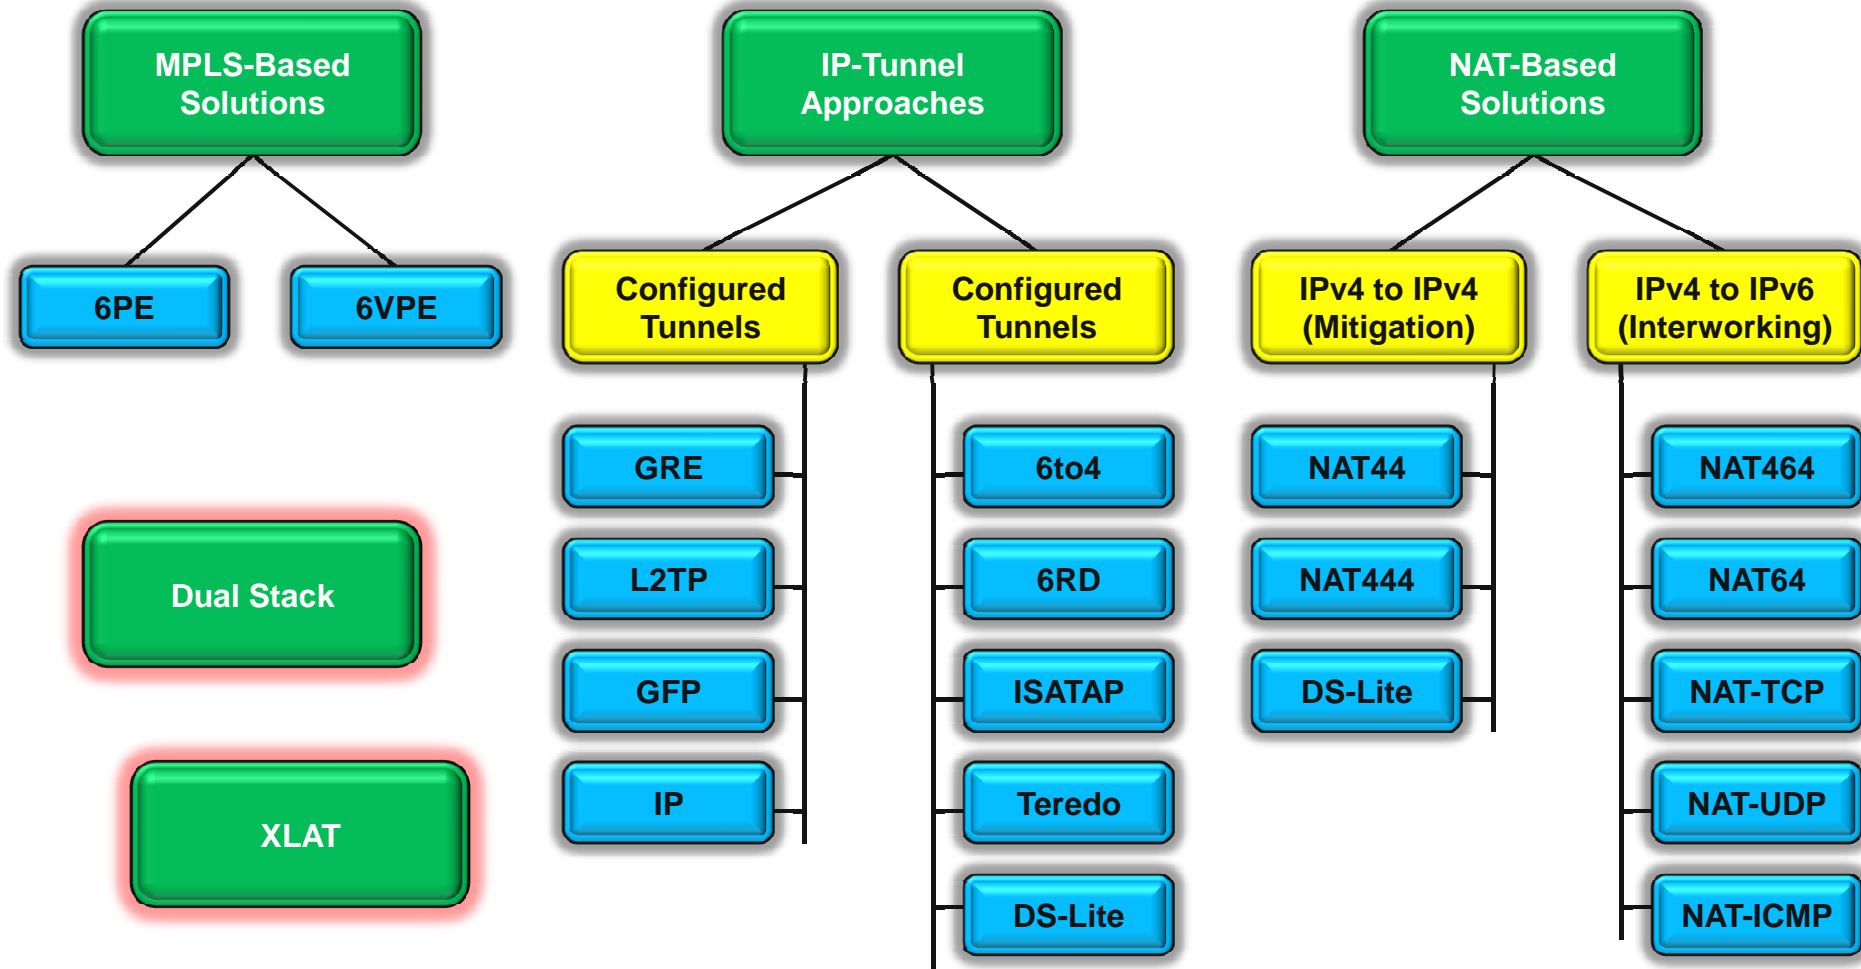 MPLS-Based
Solutions
6PE
6VPE
Dual Stack
XLAT
IP-Tunnel
Approaches
Configured
Tunnels
GRE
L2TP
GFP
IP
Configured
Tunnels
6to4
6RD
ISATAP
Teredo
DS-Lite
NAT-Based
Solutions
IPv4 to IPv4
(Mitigation)
NAT44
NAT444
DS-Lite
IPv4 to IPv6
(Interworking)
NAT464
NAT64
NAT-TCP
NAT-UDP
NAT-ICMP